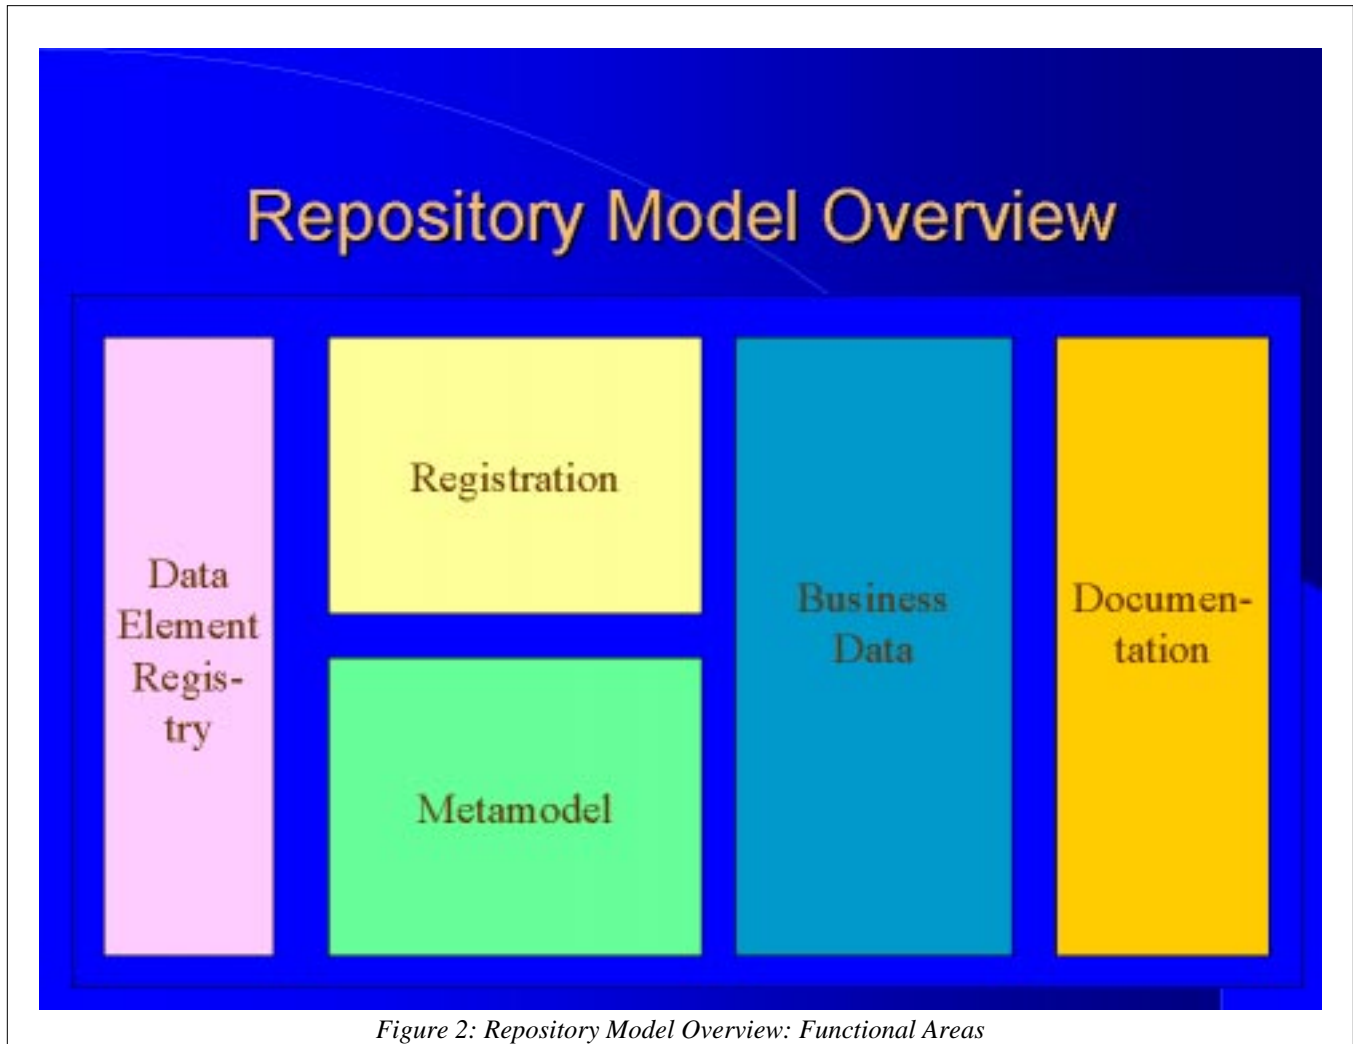 Repository Model Overview
Data
Element
Regis-
try
Registration
Metamodel
Business
Data
Documen-
tation
Figure 2: Repository Model Overview: Functional Areas